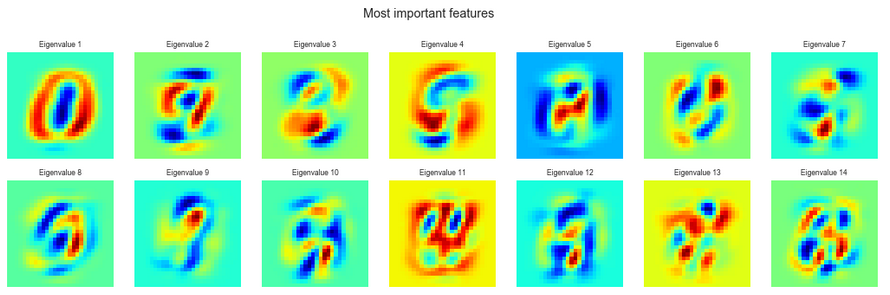 Most important features
Eigenvalue 1
Eigenvalue 2
Eigenvalue 3
Eigenvalue 4
Eigenvalue 5
Eigenvalue 6
Eigenvalue 7
Eigenvalue 8
Eigenvalue 9
Eigenvalue 10
Eigenvalue 11
Eigenvalue 12
Eigenvalue 13
Eigenvalue 14